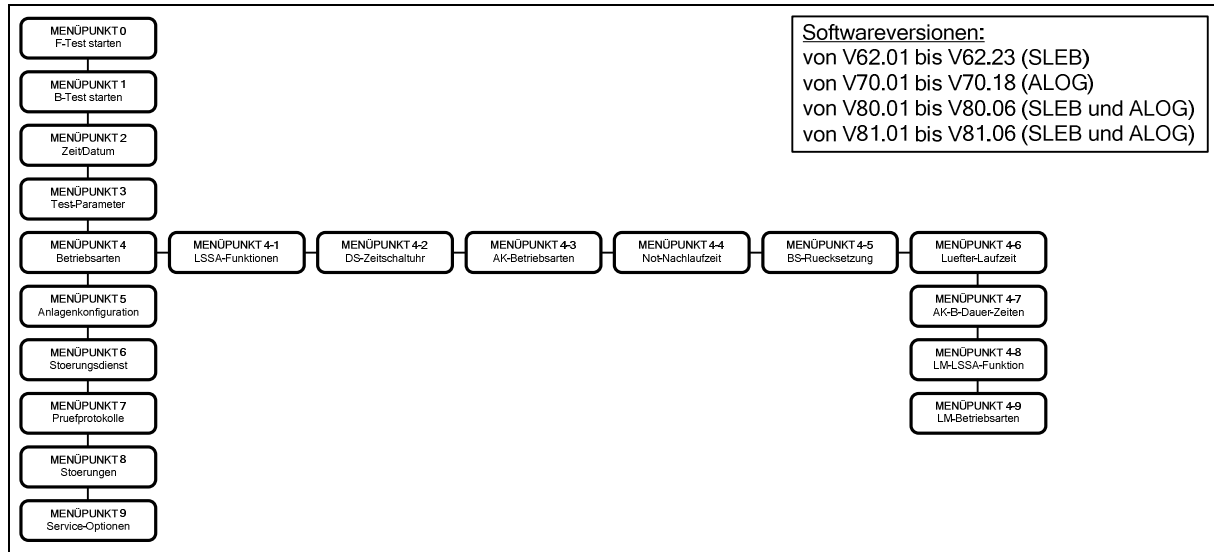 MENÜPUNKT 0
F-Test starten
MENÜPUNKT 1
B-Test starten
MENÜPUNKT 2
Zeit/Datum
MENÜPUNKT 3
Test-Parameter
MENÜPUNKT 4
Betriebsarten
MENÜPUNKT 4-1
LSSA-Funktionen
MENÜPUNKT 4-2
DS-Zeitschaltuhr
MENÜPUNKT 4-3
AK-Betriebsarten
MENÜPUNKT 4-4
Not-Nachlaufzeit
MENÜPUNKT 4-5
BS-Ruecksetzung
MENÜPUNKT 4-6
Luefter-Laufzeit
MENÜPUNKT 4-7
AK-B-Dauer-Zeiten
MENÜPUNKT 4-8
LM-LSSA-Funktion
MENÜPUNKT 4-9
LM-Betriebsarten
MENÜPUNKT 5
Anlagenkonfiguration
MENÜPUNKT 6
Stoerungsdienst
MENÜPUNKT 7
Pruefprotokolle
MENÜPUNKT 8
Stoerungen
MENÜPUNKT 9
Service-Optionen
Softwareversionen:
von V62.01 bis V62.23 (SLEB)
von V70.01 bis V70.18 (ALOG)
von V80.01 bis V80.06 (SLEB und ALOG)
von V81.01 bis V81.06 (SLEB und ALOG)